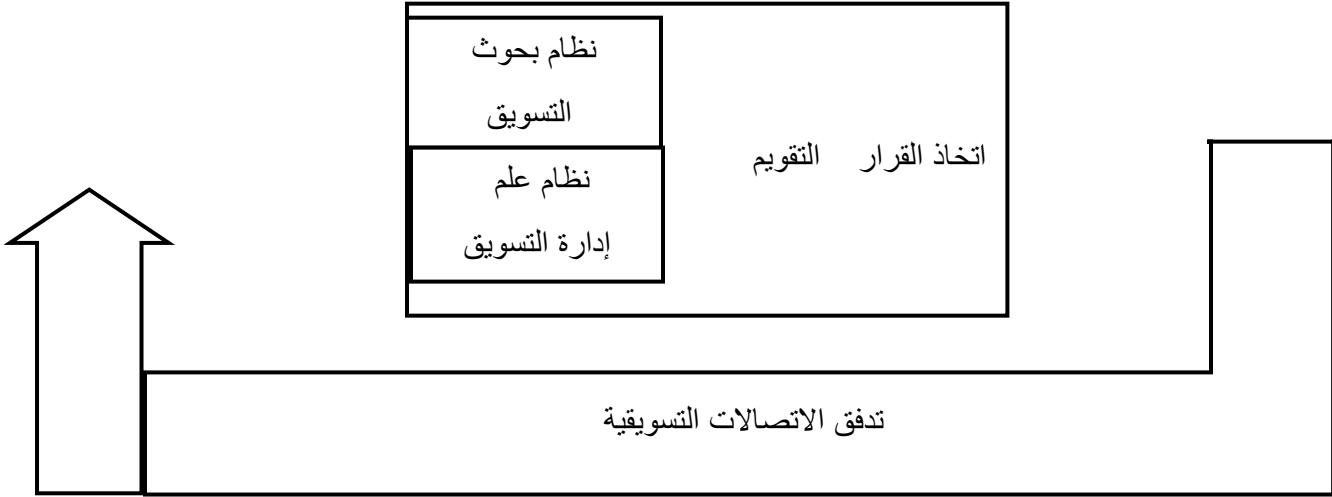 نظام بحوث
التسويق
اتخاذ القرار التقويم
نظام علم
إدارة التسويق
تدفق الاتصالات التسويقية